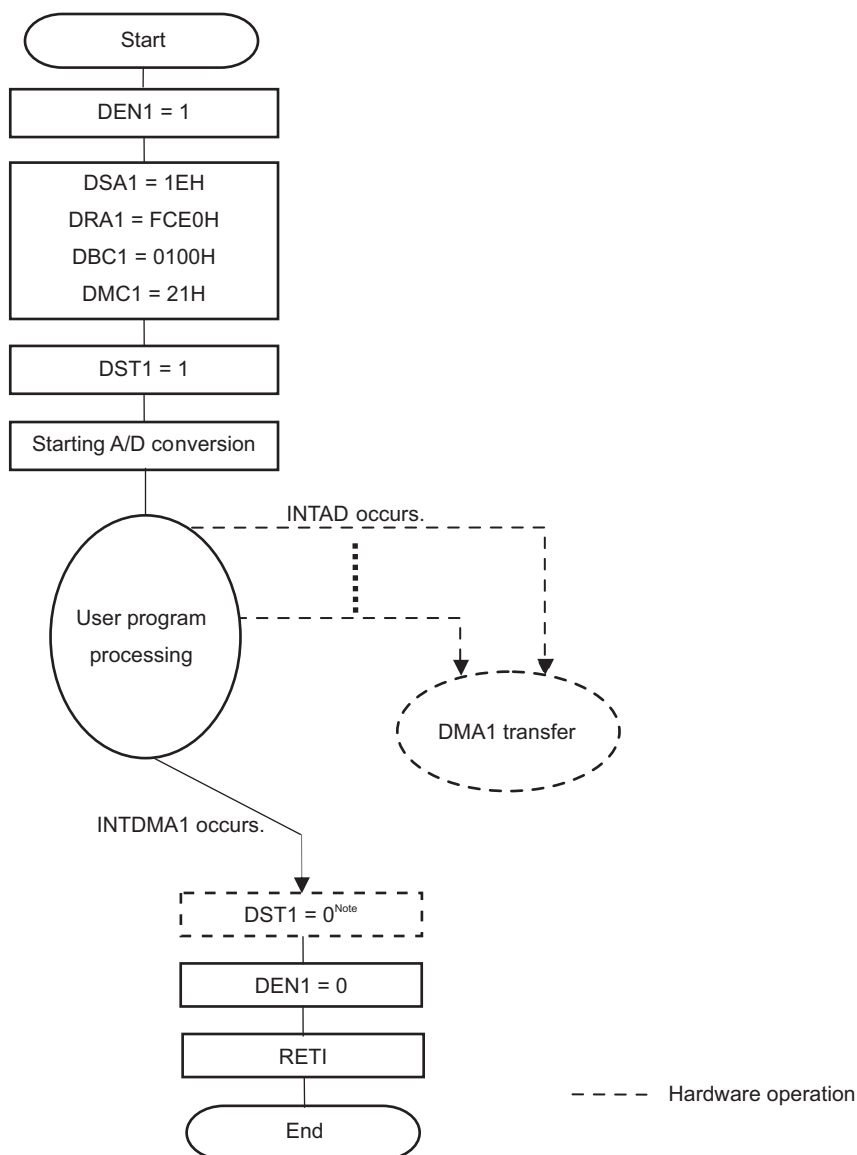 Start
DEN1 = 1
DSA1 = 1EH
DRA1 = FCE0H
DBC1 = 0100H
DMC1 = 21H
DST1 = 1
Starting A/D conversion
INTAD occurs.
User program
processing
DMA1 transfer
INTDMA1 occurs.
DST1 = 0Note
DEN1 = 0
RETI
Hardware operation
End